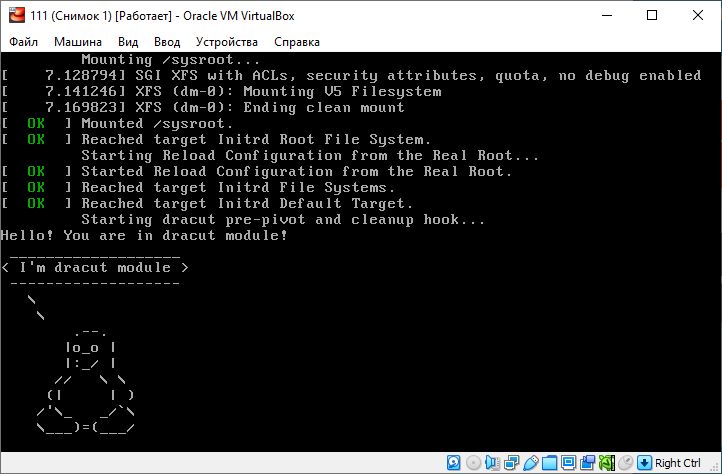 111 (Снимок 1) [Работает] - Oracle VM VirtualBox
Файл Машина Вид Ввод Устройства Справка
         Mounting /sysroot...
[    7.128794] SGI XFS with ACLs, security attributes, quota, no debug enabled
[    7.141246] XFS (dm-0): Mounting V5 Filesystem
[    7.169823] XFS (dm-0): Ending clean mount
[  OK  ] Mounted /sysroot.
[  OK  ] Reached target Initrd Root File System.
         Starting Reload Configuration from the Real Root...
[  OK  ] Started Reload Configuration from the Real Root.
[  OK  ] Reached target Initrd File Systems.
[  OK  ] Reached target Initrd Default Target.
         Starting dracut pre-pivot and cleanup hook...
Hello! You are in dracut module!
 ___________________
< I'm dracut module >
 -------------------
   \
    \
        .--.
       |o_o |
       |:_/ |
      //   \ \
     (|     | )
    /'\_   _/`\
    \___)=(___/
Right Ctrl